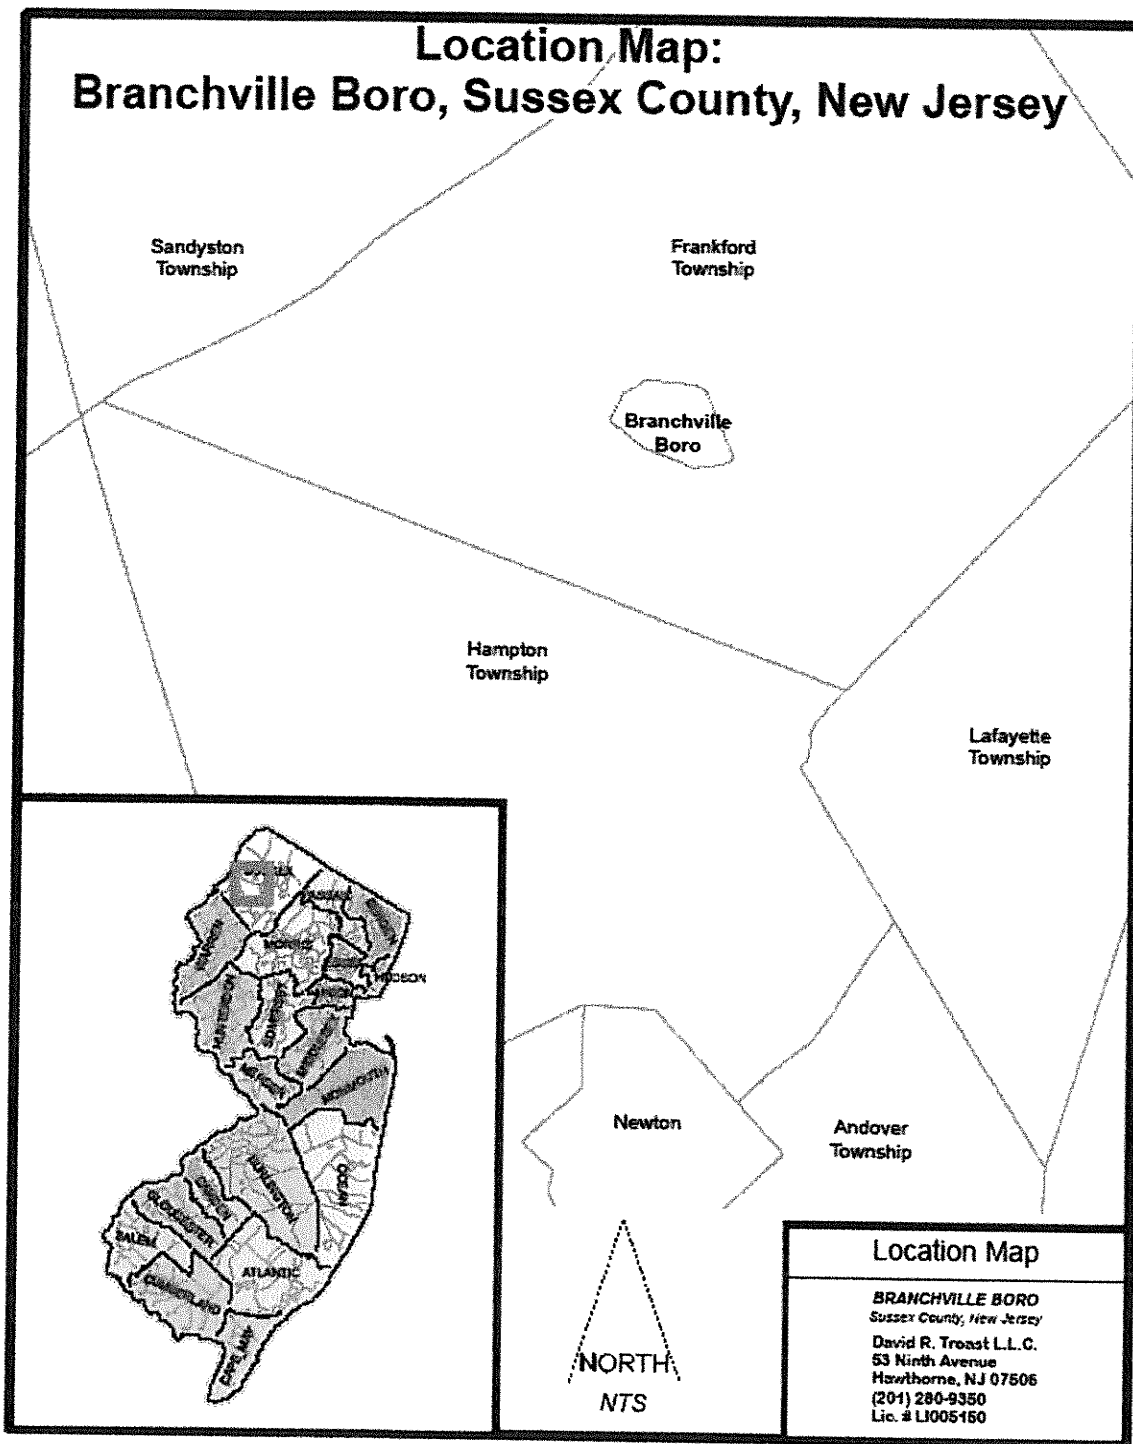 Location Map:
Branchville Boro, Sussex County, New Jersey
Sandyston
Township
Frankford
Township
Branchville
Boro
Hampton
Township
Lafayette
Township
Newton
Andover
Township
MORRIS
HUDSON
WARREN
HUNTERDON
SOMERSET
MERCER
MONMOUTH
OCEAN
BURLINGTON
CAMDEN
GLOUCESTER
SALEM
ATLANTIC
CUMBERLAND
CAPE MAY
NORTH
NTS
Location Map
BRANCHVILLE BORO
Sussex County, New Jersey
David R. Troast L.L.C.
53 Ninth Avenue
Hawthorne, NJ 07506
(201) 280-9350
Lic. # LI005150